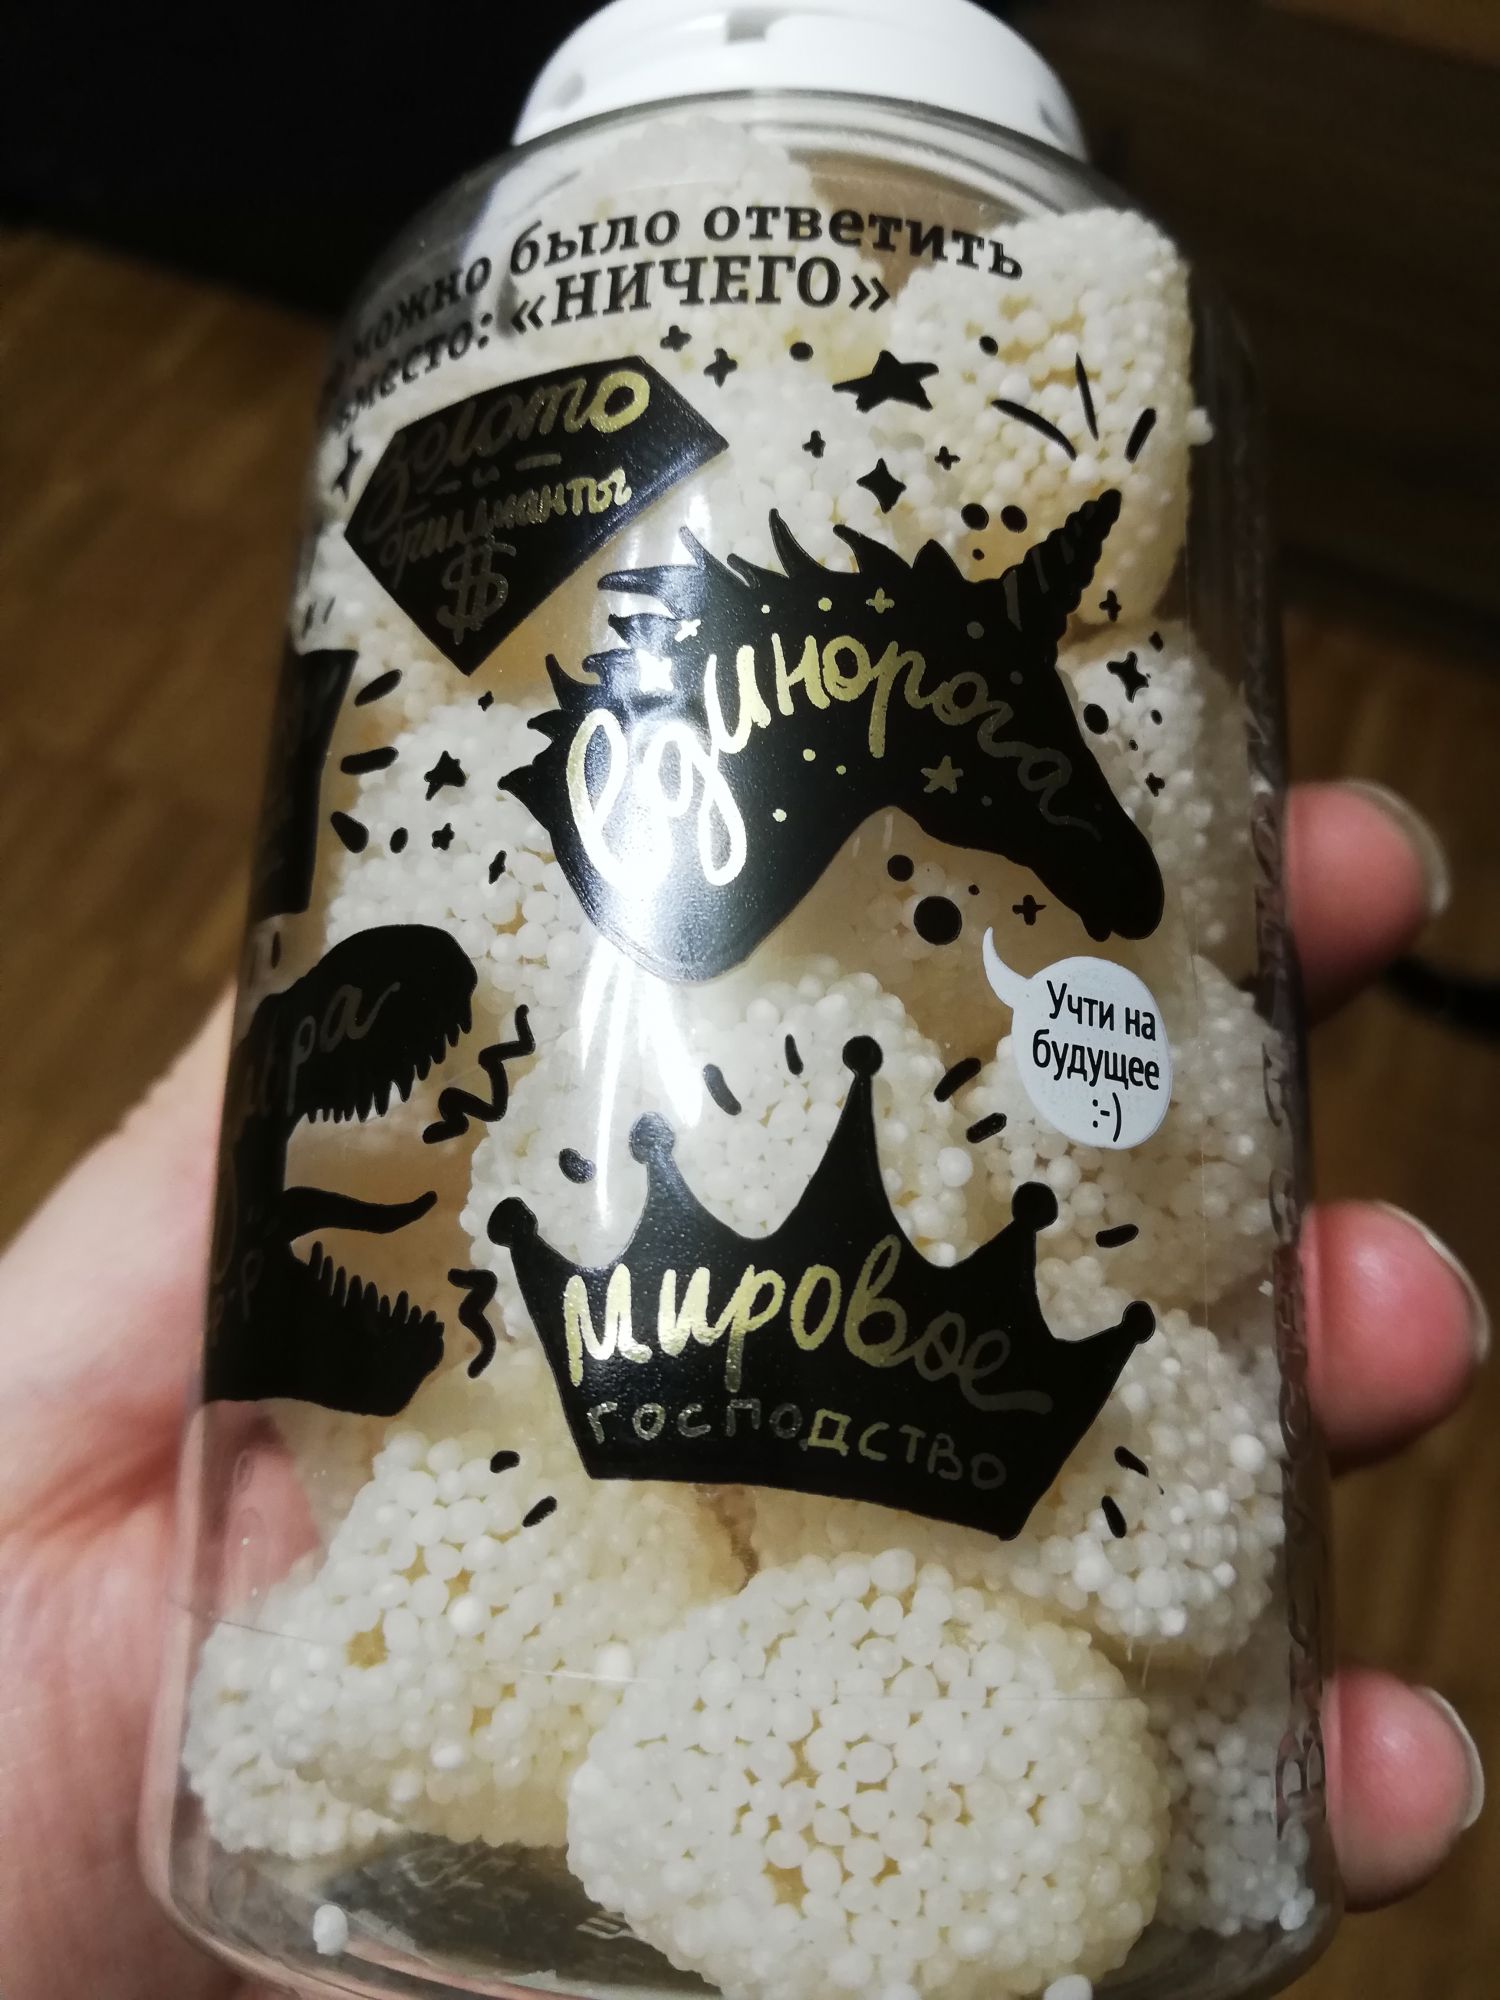 можно было ответить
вместо: «НИЧЕГО»
Золото
и
бриллианты
$
единорога
Учти на
будущее
:-)
мировое
господство